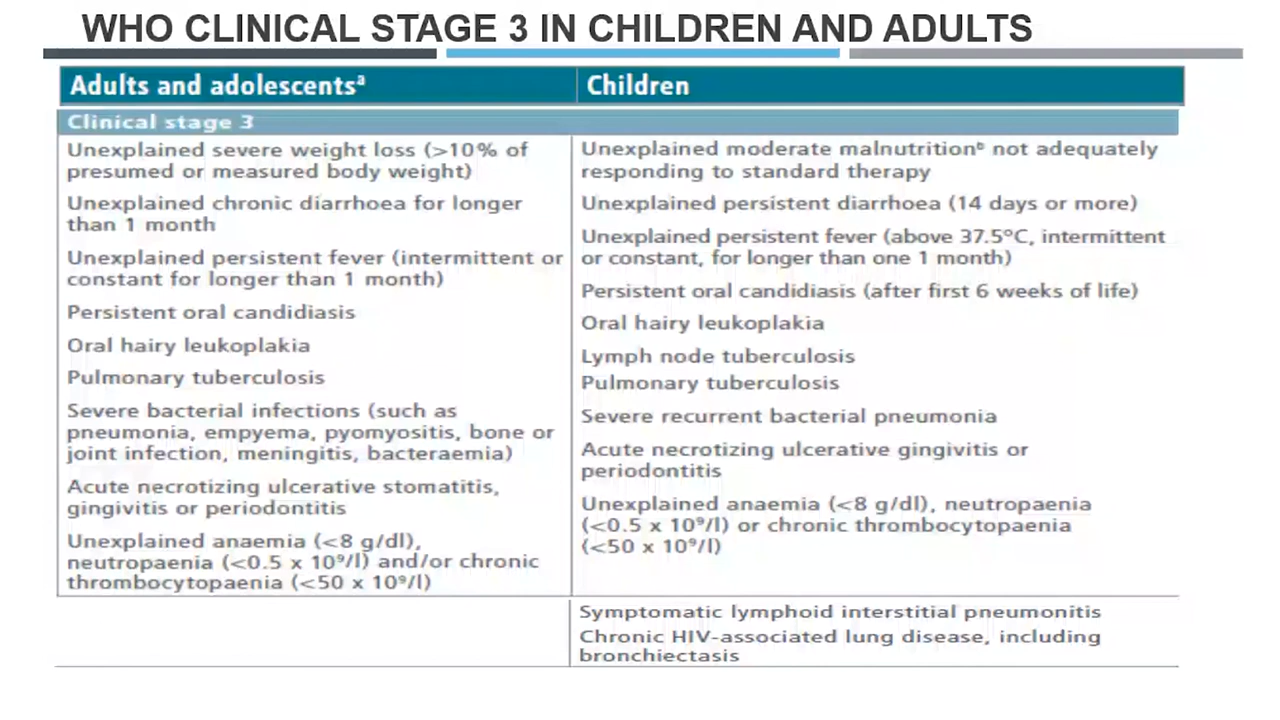 WHO CLINICAL STAGE 3 IN CHILDREN AND ADULTS
Adults and adolescentsᵃ
Children
Clinical stage 3
Unexplained severe weight loss (>10% of
presumed or measured body weight)
Unexplained chronic diarrhoea for longer
than 1 month
Unexplained persistent fever (intermittent or
constant for longer than 1 month)
Persistent oral candidiasis
Oral hairy leukoplakia
Pulmonary tuberculosis
Severe bacterial infections (such as
pneumonia, empyema, pyomyositis, bone or
joint infection, meningitis, bacteraemia)
Acute necrotizing ulcerative stomatitis,
gingivitis or periodontitis
Unexplained anaemia (<8 g/dl),
neutropaenia (<0.5 x 10⁹/l) and/or chronic
thrombocytopaenia (<50 x 10⁹/l)
Unexplained moderate malnutritionᵇ not adequately
responding to standard therapy
Unexplained persistent diarrhoea (14 days or more)
Unexplained persistent fever (above 37.5°C, intermittent
or constant, for longer than one 1 month)
Persistent oral candidiasis (after first 6 weeks of life)
Oral hairy leukoplakia
Lymph node tuberculosis
Pulmonary tuberculosis
Severe recurrent bacterial pneumonia
Acute necrotizing ulcerative gingivitis or
periodontitis
Unexplained anaemia (<8 g/dl), neutropaenia
(<0.5 x 10⁹/l) or chronic thrombocytopaenia
(<50 x 10⁹/l)
Symptomatic lymphoid interstitial pneumonitis
Chronic HIV-associated lung disease, including
bronchiectasis